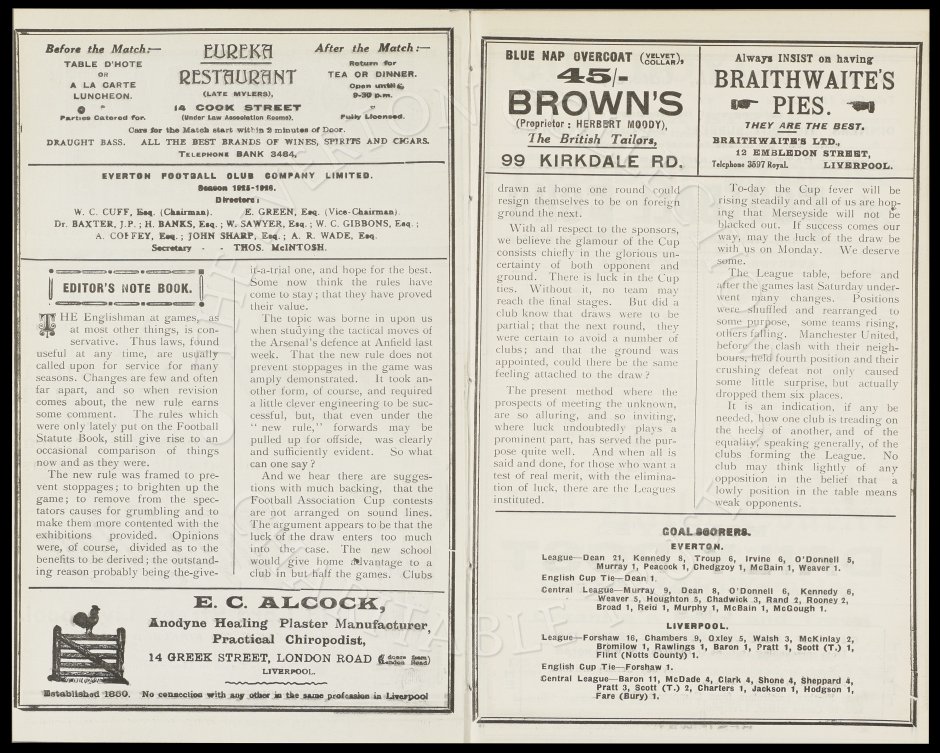 Before the Match:—
TABLE D'HOTE
OR
A LA CARTE
LUNCHEON.
Parties Catered for.
EUREKA
RESTAURANT
(LATE MYLERS),
14 COOK STREET
(Under Law Association Rooms),
After the Match:—
Return for
TEA OR DINNER.
Open until
9-30 p.m.
Fully Licensed.
Cars for the Match start within 2 minutes of Door.
DRAUGHT BASS. ALL THE BEST BRANDS OF WINES, SPIRITS AND CIGARS.
TELEPHONE BANK 3464,
EVERTON FOOTBALL CLUB COMPANY LIMITED.
Season 1925-1926.
Directors:
W. C. CUFF, Esq. (Chairman). E. GREEN, Esq. (Vice-Chairman).
Dr. BAXTER, J.P.; H. BANKS, Esq.; W. SAWYER, Esq.; W. C. GIBBONS, Esq.;
A. COFFEY, Esq.; JOHN SHARP, Esq.; A. R. WADE, Esq.
Secretary - - THOS. McINTOSH.
EDITOR'S NOTE BOOK.
THE Englishman at games, as
at most other things, is con-
servative. Thus laws, found
useful at any time, are usually
called upon for service for many
seasons. Changes are few and often
far apart, and so when revision
comes about, the new rule earns
some comment. The rules which
were only lately put on the Football
Statute Book, still give rise to an
occasional comparison of things
now and as they were.
The new rule was framed to pre-
vent stoppages; to brighten up the
game; to remove from the spec-
tators causes for grumbling and to
make them more contented with the
exhibitions provided. Opinions
were, of course, divided as to the
benefits to be derived; the outstand-
ing reason probably being the-give-
it-a-trial one, and hope for the best.
Some now think the rules have
come to stay; that they have proved
their value.
The topic was borne in upon us
when studying the tactical moves of
the Arsenal's defence at Anfield last
week. That the new rule does not
prevent stoppages in the game was
amply demonstrated. It took an-
other form, of course, and required
a little clever engineering to be suc-
cessful, but, that even under the
" new rule," forwards may be
pulled up for offside, was clearly
and sufficiently evident. So what
can one say?
And we hear there are sugges-
tions with much backing, that the
Football Association Cup contests
are not arranged on sound lines.
The argument appears to be that the
luck of the draw enters too much
into the case. The new school
would give home advantage to a
club in but half the games. Clubs
E. C. ALCOCK,
Anodyne Healing Plaster Manufacturer,
Practical Chiropodist,
14 GREEK STREET, LONDON ROAD (doors from London Road)
LIVERPOOL.
Established 1850. No connection with any other in the same profession in Liverpool
BLUE NAP OVERCOAT (VELVET COLLAR),
45/-
BROWN'S
(Proprietor: HERBERT MOODY),
The British Tailors,
99 KIRKDALE RD.
Always INSIST on having
BRAITHWAITE'S
PIES.
THEY ARE THE BEST.
BRAITHWAITE'S LTD.,
12 EMBLEDON STREET,
Telephone 3597 Royal. LIVERPOOL.
drawn at home one round could
resign themselves to be on foreign
ground the next.
With all respect to the sponsors,
we believe the glamour of the Cup
consists chiefly in the glorious un-
certainty of both opponent and
ground. There is luck in the Cup
ties. Without it, no team may
reach the final stages. But did a
club know that draws were to be
partial; that the next round, they
were certain to avoid a number of
clubs; and that the ground was
appointed, could there be the same
feeling attached to the draw?
The present method where the
prospects of meeting the unknown,
are so alluring, and so inviting,
where luck undoubtedly plays a
prominent part, has served the pur-
pose quite well. And when all is
said and done, for those who want a
test of real merit, with the elimina-
tion of luck, there are the Leagues
instituted.
To-day the Cup fever will be
rising steadily and all of us are hop-
ing that Merseyside will not be
blacked out. If success comes our
way, may the luck of the draw be
with us on Monday. We deserve
some.
The League table, before and
after the games last Saturday under-
went many changes. Positions
were shuffled and rearranged to
some purpose, some teams rising,
others falling. Manchester United,
before the clash with their neigh-
bours, held fourth position and their
crushing defeat not only caused
some little surprise, but actually
dropped them six places.
It is an indication, if any be
needed, how one club is treading on
the heels of another, and of the
equality, speaking generally, of the
clubs forming the League. No
club may think lightly of any
opposition in the belief that a
lowly position in the table means
weak opponents.
GOAL SCORERS.
EVERTON.
League—Dean 21, Kennedy 8, Troup 6, Irvine 6, O'Donnell 5,
Murray 1, Peacock 1, Chedgzoy 1, McBain 1, Weaver 1.
English Cup Tie—Dean 1.
Central League—Murray 9, Dean 8, O'Donnell 6, Kennedy 6,
Weaver 5, Houghton 5, Chadwick 3, Rand 2, Rooney 2,
Broad 1, Reid 1, Murphy 1, McBain 1, McGough 1.
LIVERPOOL.
League—Forshaw 16, Chambers 9, Oxley 5, Walsh 3, McKinlay 2,
Bromilow 1, Rawlings 1, Baron 1, Pratt 1, Scott (T.) 1,
Flint (Notts County) 1.
English Cup Tie—Forshaw 1.
Central League—Baron 11, McDade 4, Clark 4, Shone 4, Sheppard 4,
Pratt 3, Scott (T.) 2, Charters 1, Jackson 1, Hodgson 1,
Fare (Bury) 1.